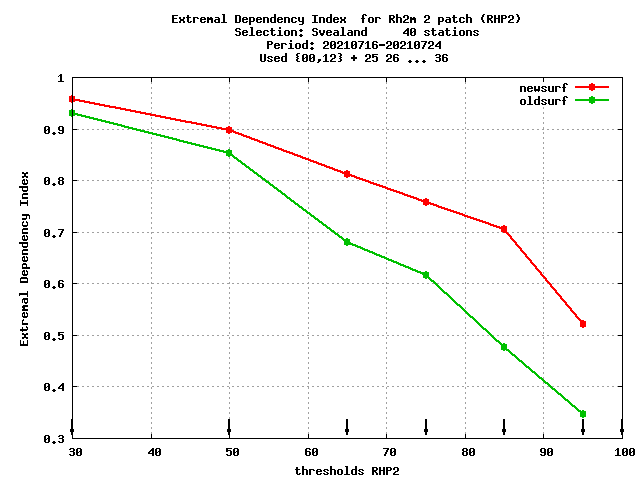 Extremal Dependency Index  for Rh2m 2 patch (RHP2)
Selection: Svealand     40 stations
Period: 20210716-20210724
Used {00,12} + 25 26 ... 36
newsurf
oldsurf
1
0.9
0.8
0.7
0.6
0.5
0.4
0.3
Extremal Dependency Index
30 40 50 60 70 80 90 100
thresholds RHP2